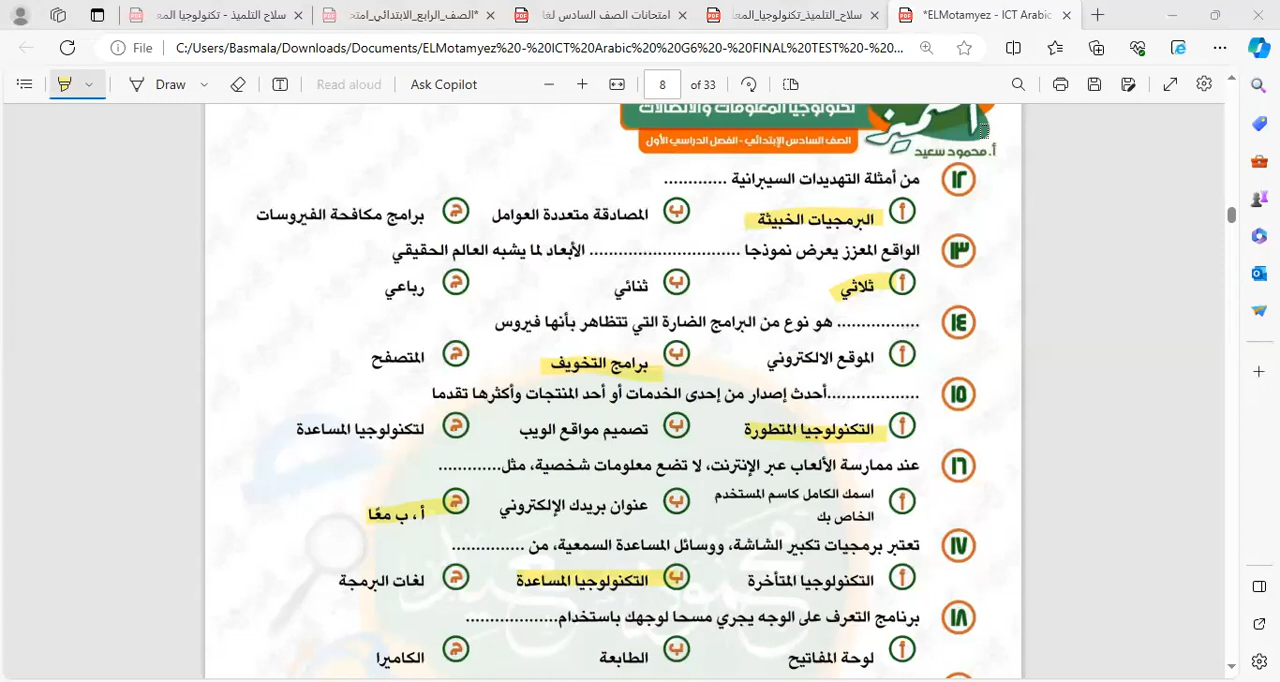 سلاح التلميذ - تكنولوجيا المع
*الصف_الرابع_الابتدائي_امتح
امتحانات الصف السادس لغا
سلاح_التلميذ_تكنولوجيا_المعا
*ELMotamyez - ICT Arabic
File
C:/Users/Basmala/Downloads/Documents/ELMotamyez%20-%20ICT%20Arabic%20%20G6%20-%20FINAL%20TEST%20-%20...
Draw
Read aloud
Ask Copilot
8 of 33
تكنولوجيا المعلومات والاتصالات
الصف السادس الإبتدائي - الفصل الدراسي الأول
المتميز
أ. محمود سعيد
١٢ من أمثلة التهديدات السيبرانية .............
أ البرمجيات الخبيثة ب المصادقة متعددة العوامل ج برامج مكافحة الفيروسات
١٣ الواقع المعزز يعرض نموذجا ................................ الأبعاد لما يشبه العالم الحقيقي
أ ثلاثي ب ثنائي ج رباعي
١٤ ................ هو نوع من البرامج الضارة التي تتظاهر بأنها فيروس
أ الموقع الالكتروني ب برامج التخويف ج المتصفح
١٥ ..................أحدث إصدار من إحدى الخدمات أو أحد المنتجات وأكثرها تقدما
أ التكنولوجيا المتطورة ب تصميم مواقع الويب ج لتكنولوجيا المساعدة
١٦ عند ممارسة الألعاب عبر الإنترنت، لا تضع معلومات شخصية، مثل............
أ اسمك الكامل كاسم المستخدم الخاص بك ب عنوان بريدك الإلكتروني ج أ ، ب معًا
١٧ تعتبر برمجيات تكبير الشاشة، ووسائل المساعدة السمعية، من ..............
أ التكنولوجيا المتأخرة ب التكنولوجيا المساعدة ج لغات البرمجة
١٨ برنامج التعرف على الوجه يجري مسحا لوجهك باستخدام..................
أ لوحة المفاتيح ب الطابعة ج الكاميرا
محمود سعيد